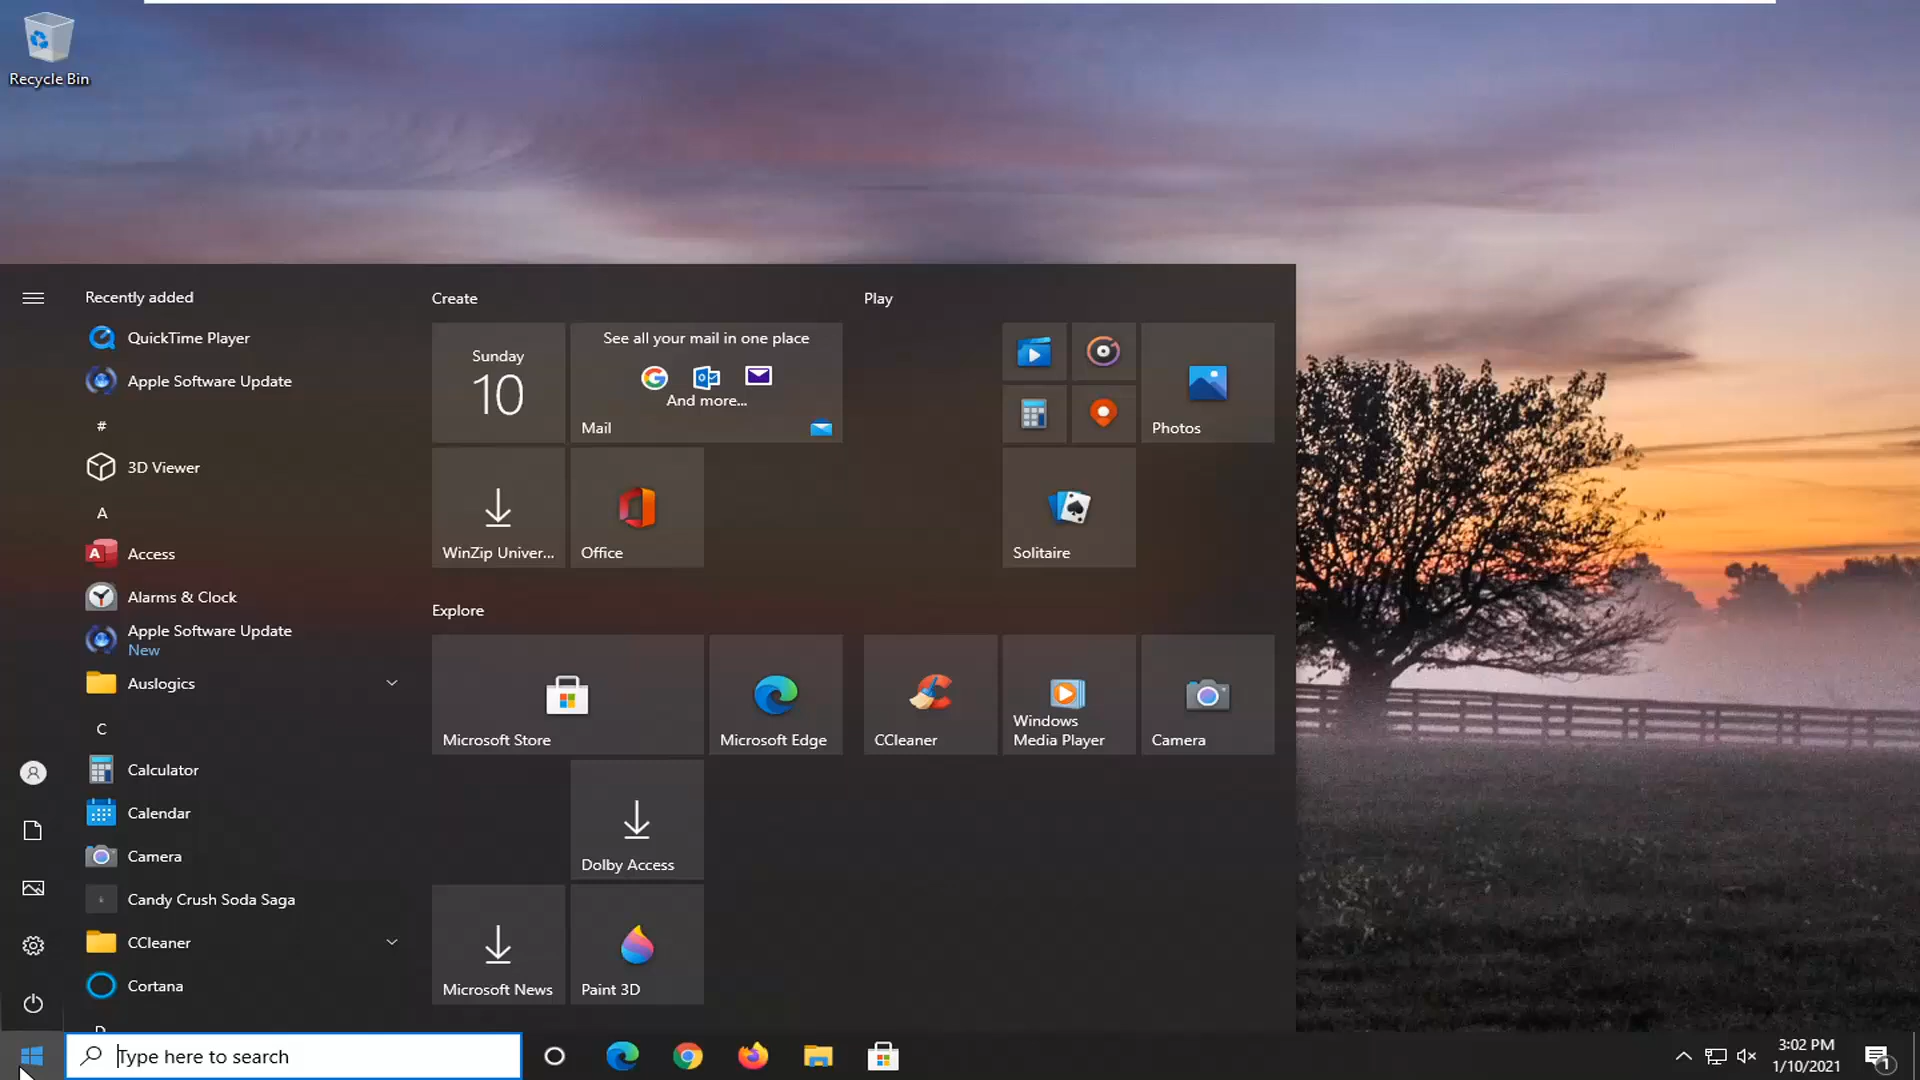 Recycle Bin
Recently added
QuickTime Player
Apple Software Update
#
3D Viewer
A
Access
Alarms & Clock
Apple Software Update
New
Auslogics
C
Calculator
Calendar
Camera
Candy Crush Soda Saga
CCleaner
Cortana
D
Create
Sunday
10
See all your mail in one place
And more...
Mail
WinZip Univer...
Office
Play
Photos
Solitaire
Explore
Microsoft Store
Microsoft Edge
CCleaner
Windows
Media Player
Camera
Dolby Access
Microsoft News
Paint 3D
Type here to search
3:02 PM
1/10/2021
1